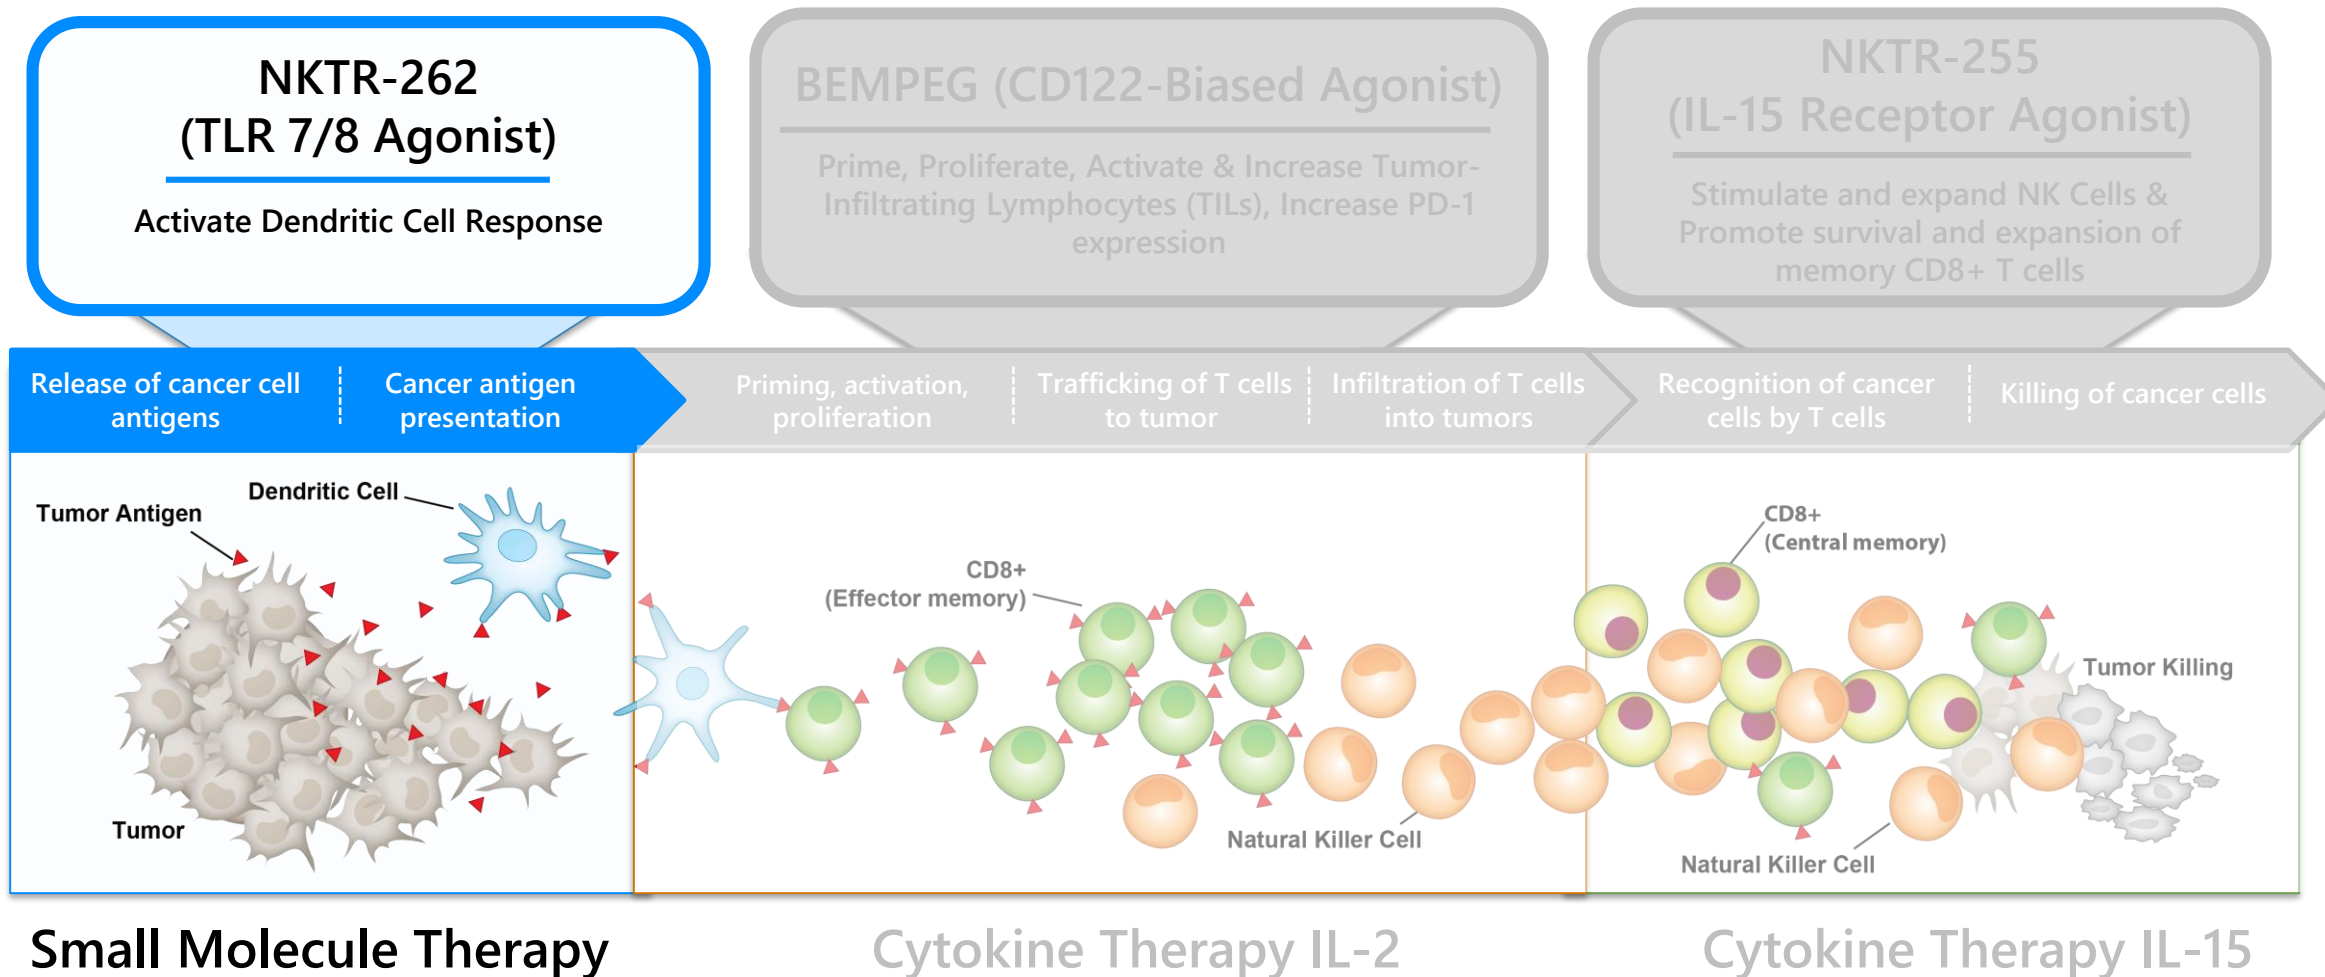 NKTR-262
(TLR 7/8 Agonist)
Activate Dendritic Cell Response
BEMPEG (CD122-Biased Agonist)
Prime, Proliferate, Activate & Increase Tumor-
Infiltrating Lymphocytes (TILs), Increase PD-1
expression
NKTR-255
(IL-15 Receptor Agonist)
Stimulate and expand NK Cells &
Promote survival and expansion of
memory CD8+ T cells
Release of cancer cell
antigens
Cancer antigen
presentation
Priming, activation,
proliferation
Trafficking of T cells
to tumor
Infiltration of T cells
into tumors
Recognition of cancer
cells by T cells
Killing of cancer cells
Dendritic Cell
Tumor Antigen
Tumor
CD8+
(Effector memory)
Natural Killer Cell
CD8+
(Central memory)
Tumor Killing
Natural Killer Cell
Small Molecule Therapy
Cytokine Therapy IL-2
Cytokine Therapy IL-15